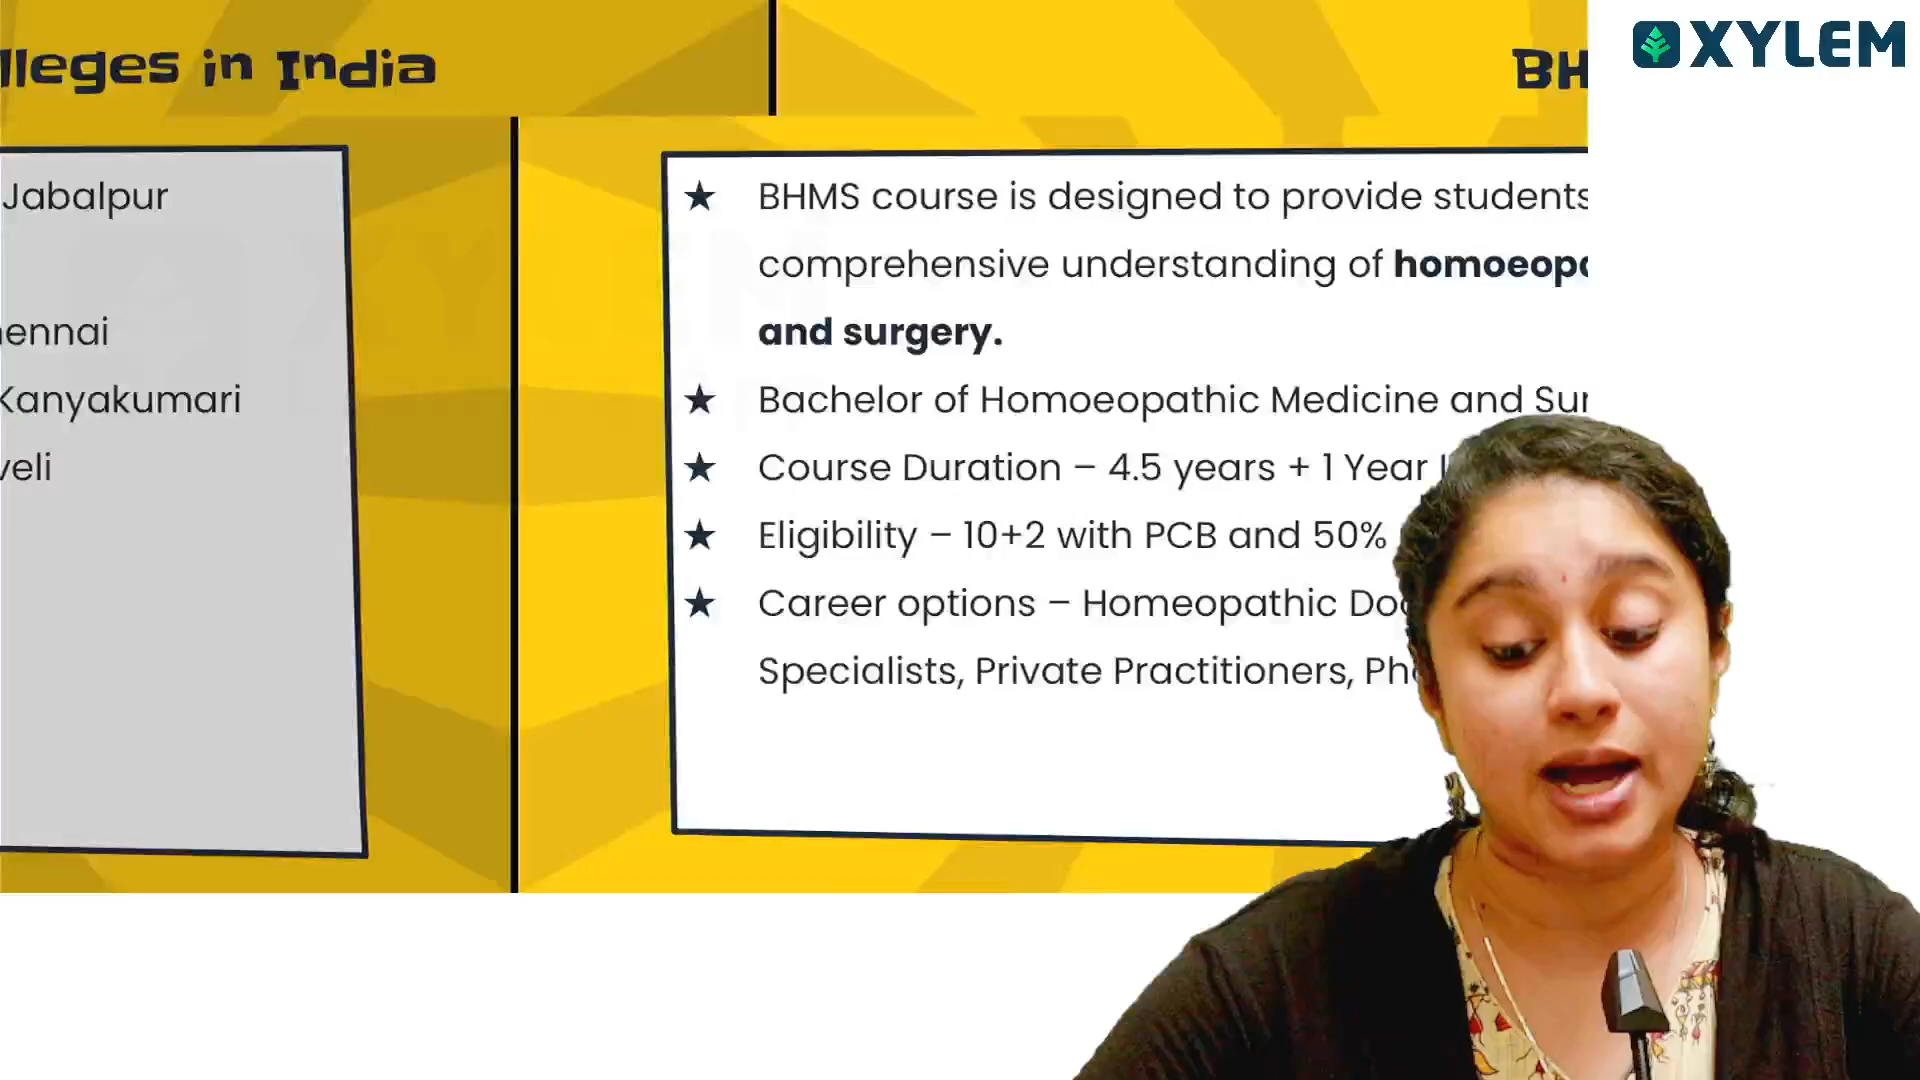 lleges in India
Jabalpur
ennai
Kanyakumari
veli
BH
XYLEM
BHMS course is designed to provide students
comprehensive understanding of homoeop
and surgery.
Bachelor of Homoeopathic Medicine and Sur
Course Duration – 4.5 years + 1 Year
Eligibility – 10+2 with PCB and 50%
Career options – Homeopathic Do
Specialists, Private Practitioners, Ph